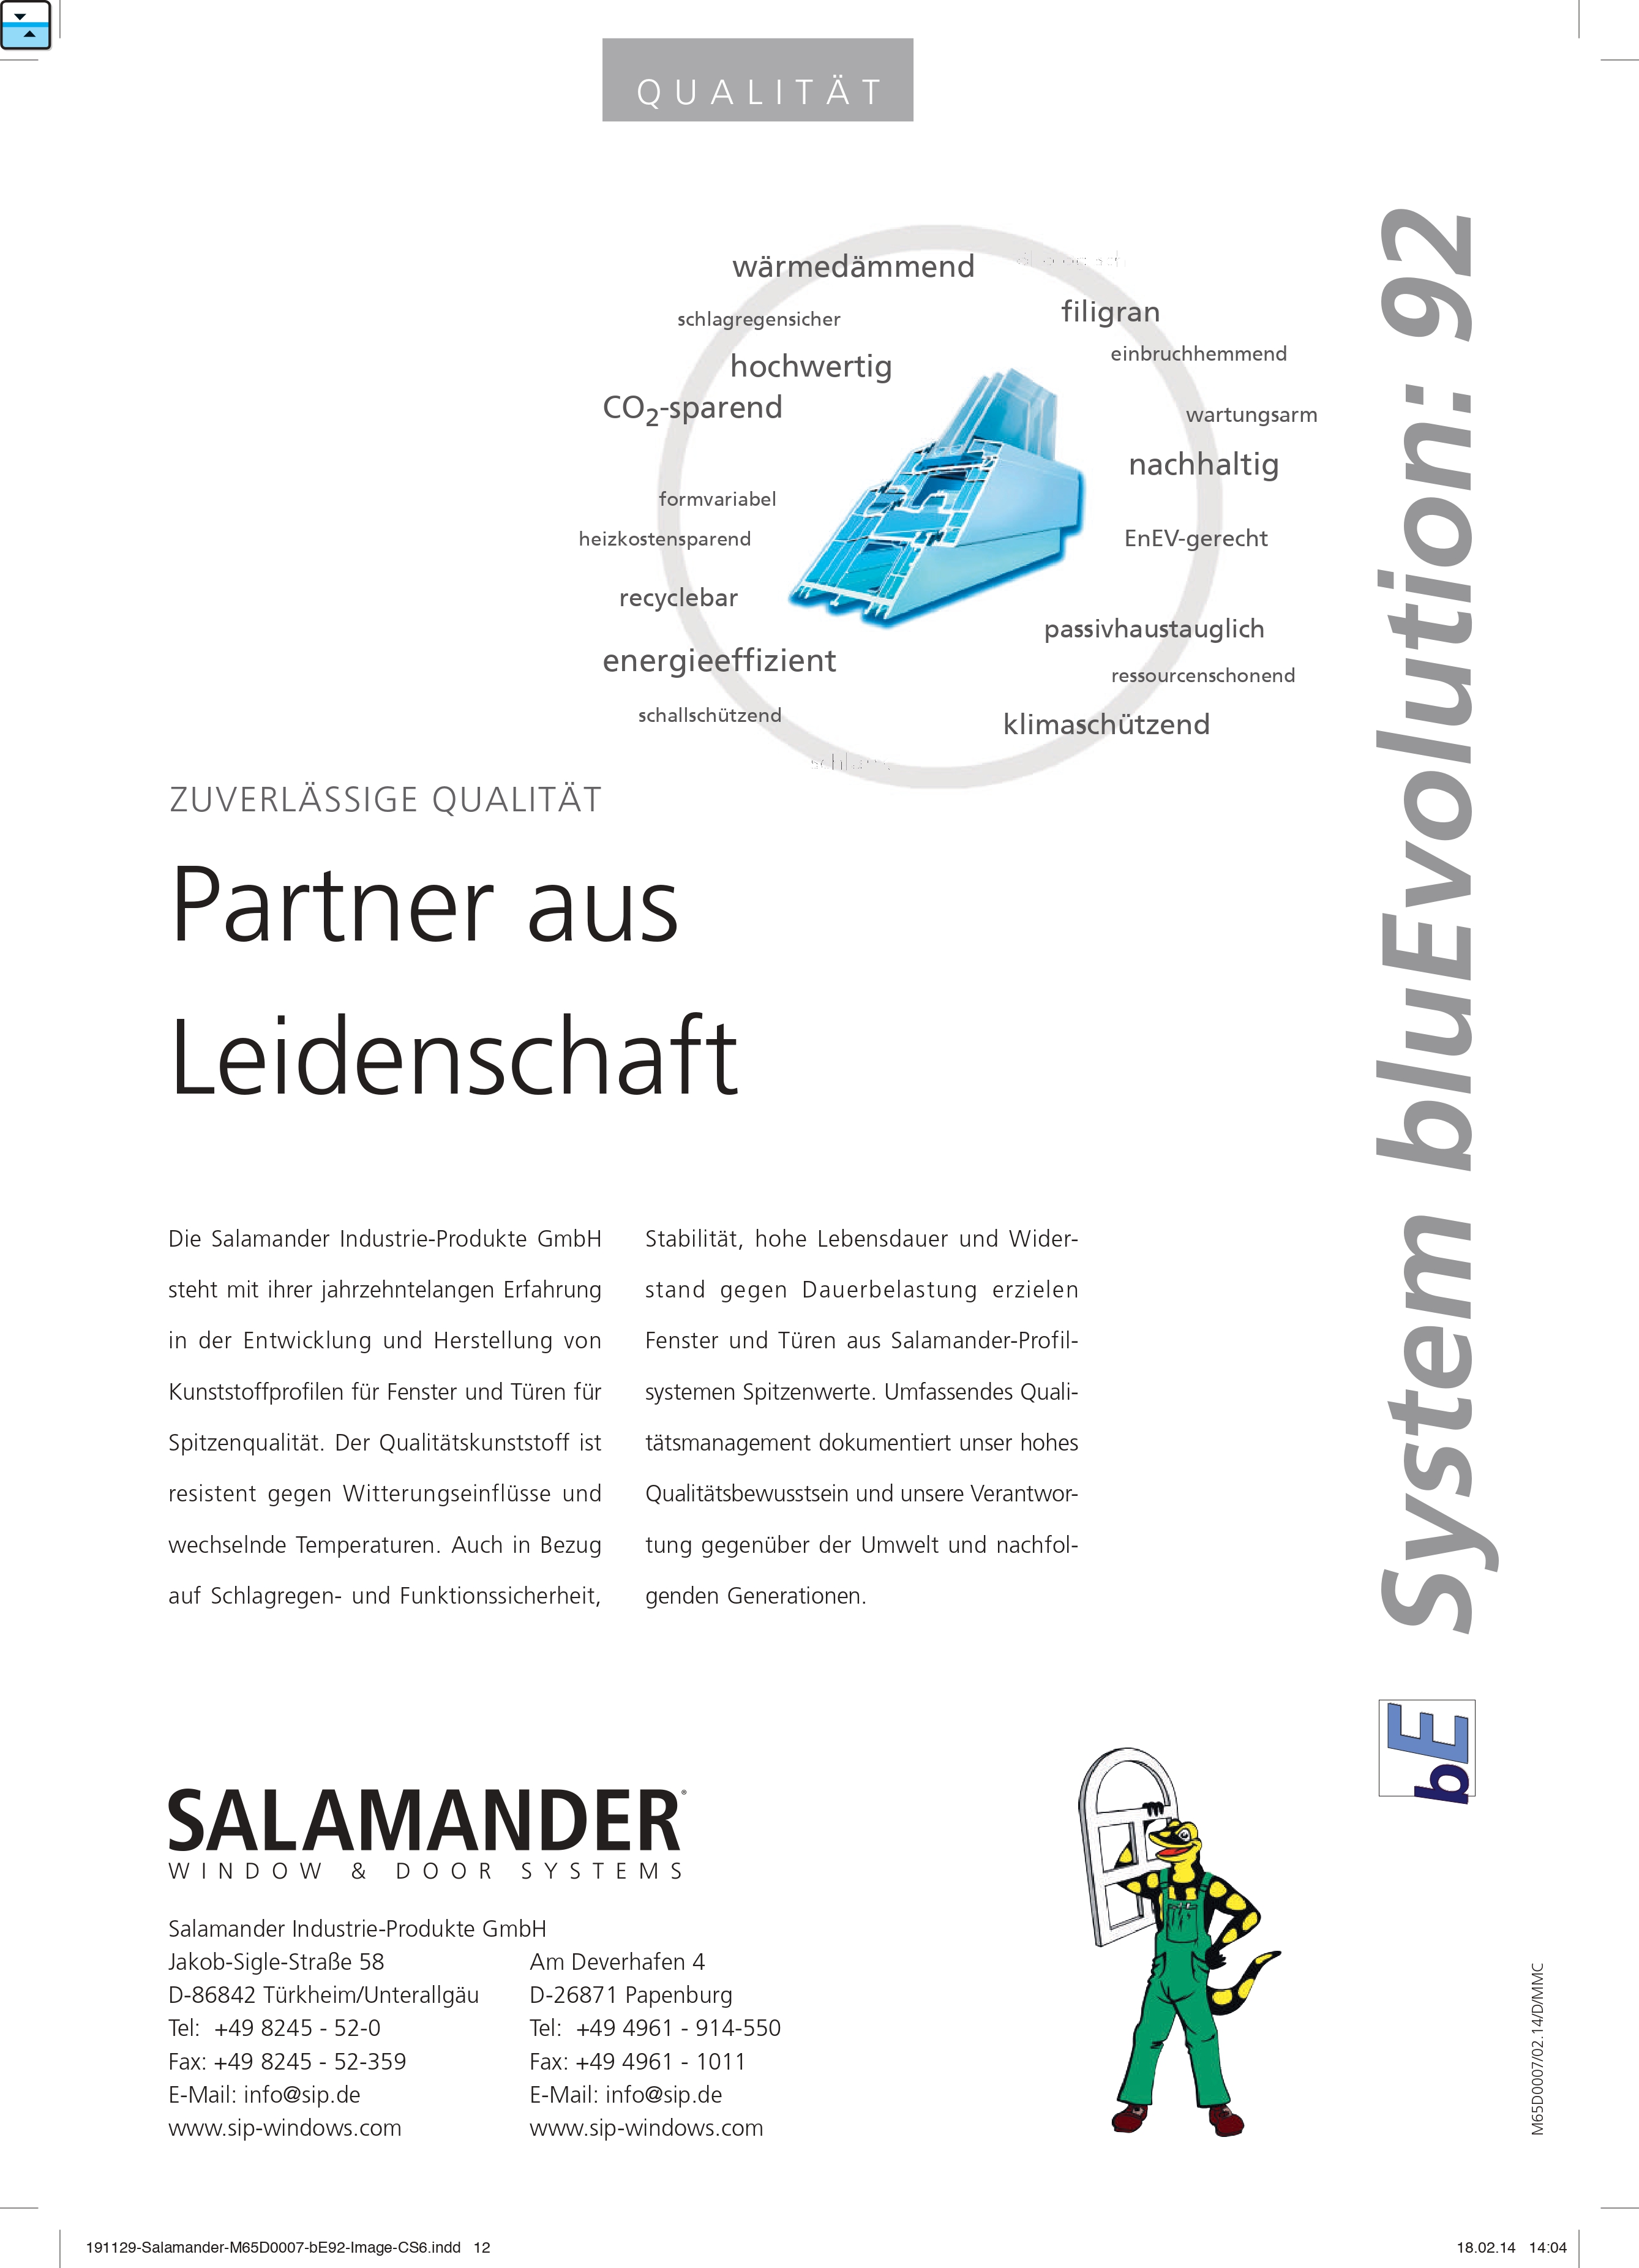 QUALITÄT
wärmedämmend
filigran
schlagregensicher
einbruchhemmend
hochwertig
CO2-sparend
wartungsarm
nachhaltig
formvariabel
heizkostensparend
EnEV-gerecht
recyclebar
passivhaustauglich
energieeffizient
ressourcenschonend
schallschützend
klimaschützend
System bluEvolution: 92
bE
ZUVERLÄSSIGE QUALITÄT
Partner aus
Leidenschaft
Die Salamander Industrie-Produkte GmbH
steht mit ihrer jahrzehntelangen Erfahrung
in der Entwicklung und Herstellung von
Kunststoffprofilen für Fenster und Türen für
Spitzenqualität. Der Qualitätskunststoff ist
resistent gegen Witterungseinflüsse und
wechselnde Temperaturen. Auch in Bezug
auf Schlagregen- und Funktionssicherheit,
Stabilität, hohe Lebensdauer und Wider-
stand gegen Dauerbelastung erzielen
Fenster und Türen aus Salamander-Profil-
systemen Spitzenwerte. Umfassendes Quali-
tätsmanagement dokumentiert unser hohes
Qualitätsbewusstsein und unsere Verantwor-
tung gegenüber der Umwelt und nachfol-
genden Generationen.
SALAMANDER®
WINDOW & DOOR SYSTEMS
Salamander Industrie-Produkte GmbH
Jakob-Sigle-Straße 58
D-86842 Türkheim/Unterallgäu
Tel: +49 8245 - 52-0
Fax: +49 8245 - 52-359
E-Mail: info@sip.de
www.sip-windows.com
Am Deverhafen 4
D-26871 Papenburg
Tel: +49 4961 - 914-550
Fax: +49 4961 - 1011
E-Mail: info@sip.de
www.sip-windows.com
M65D0007/02.14/D/MMC
191129-Salamander-M65D0007-bE92-Image-CS6.indd 12
18.02.14 14:04